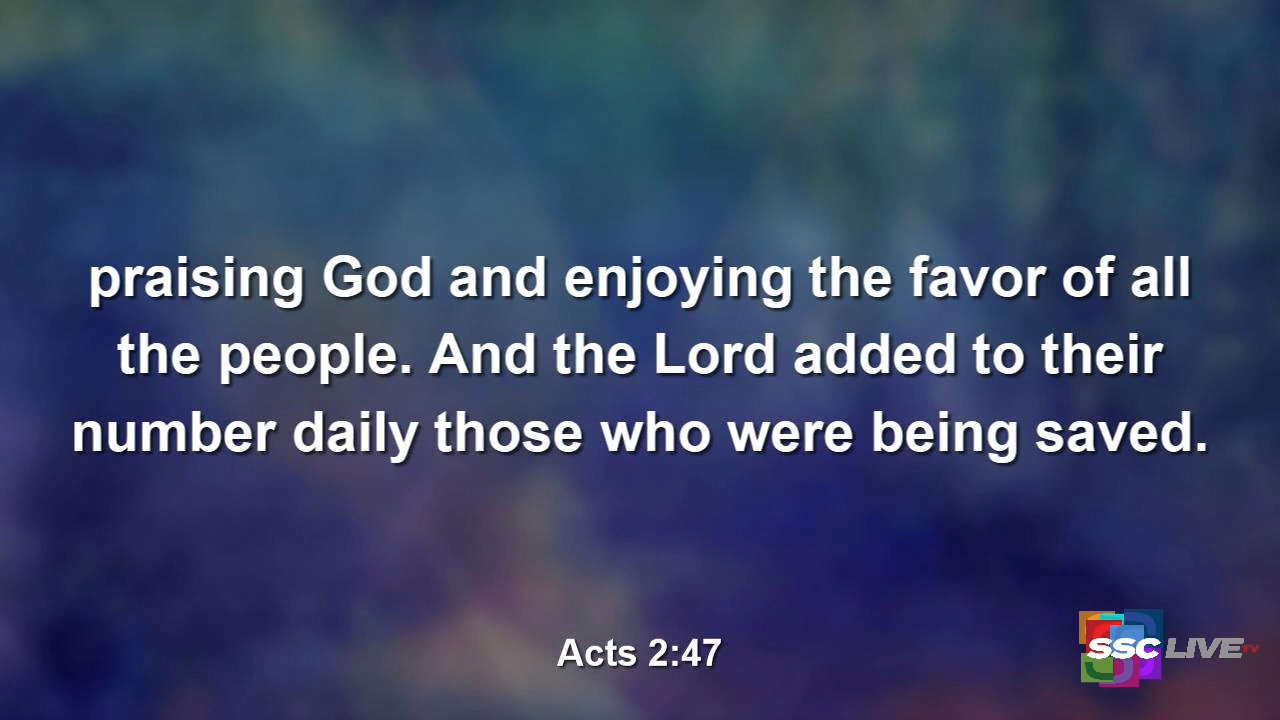 praising God and enjoying the favor of all
the people. And the Lord added to their
number daily those who were being saved.
Acts 2:47
SSC LIVE TV